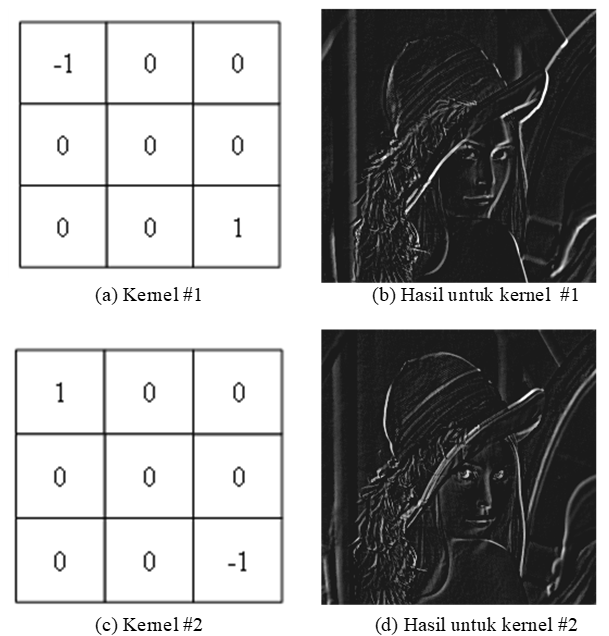 -1 0 0
0 0 0
0 0 1
(a) Kernel #1
(b) Hasil untuk kernel #1
1 0 0
0 0 0
0 0 -1
(c) Kernel #2
(d) Hasil untuk kernel #2